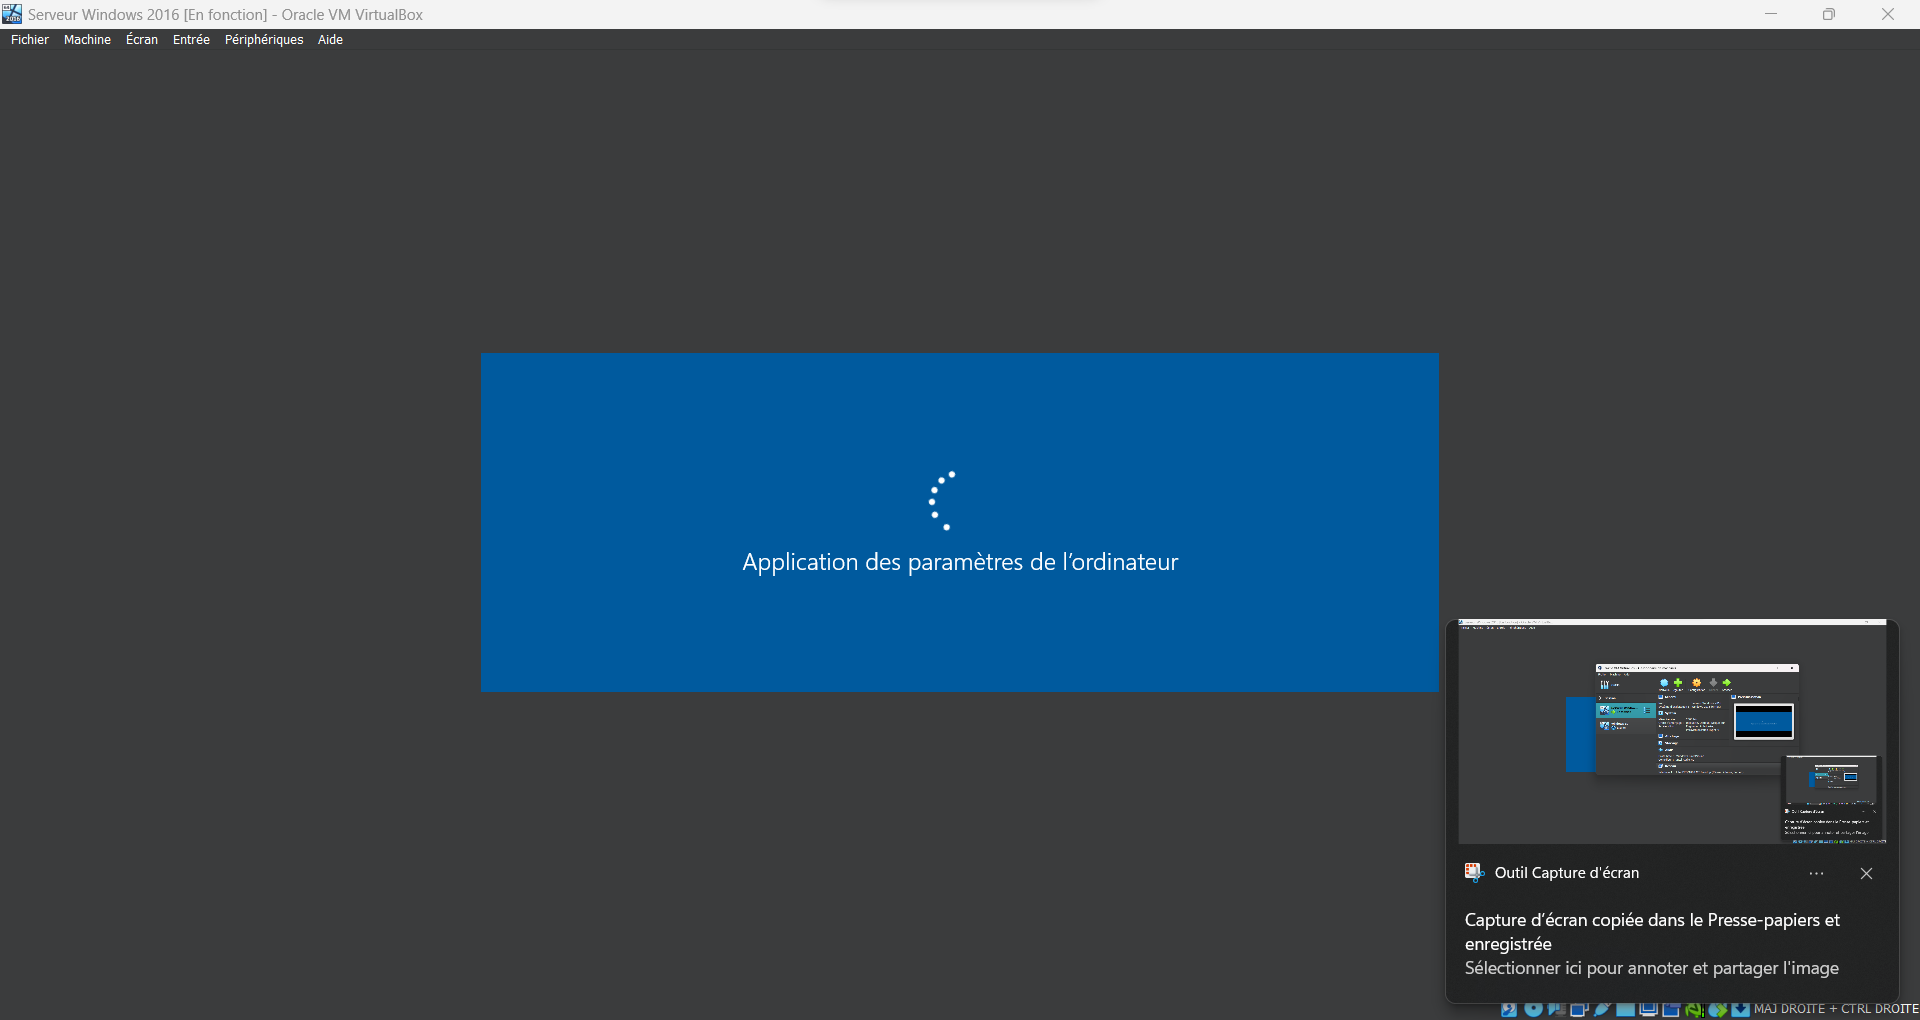 Serveur Windows 2016 [En fonction] - Oracle VM VirtualBox
Fichier Machine Écran Entrée Périphériques Aide
Application des paramètres de l'ordinateur
Outil Capture d'écran
Capture d'écran copiée dans le Presse-papiers et
enregistrée
Sélectionner ici pour annoter et partager l'image
MAJ DROITE + CTRL DROITE